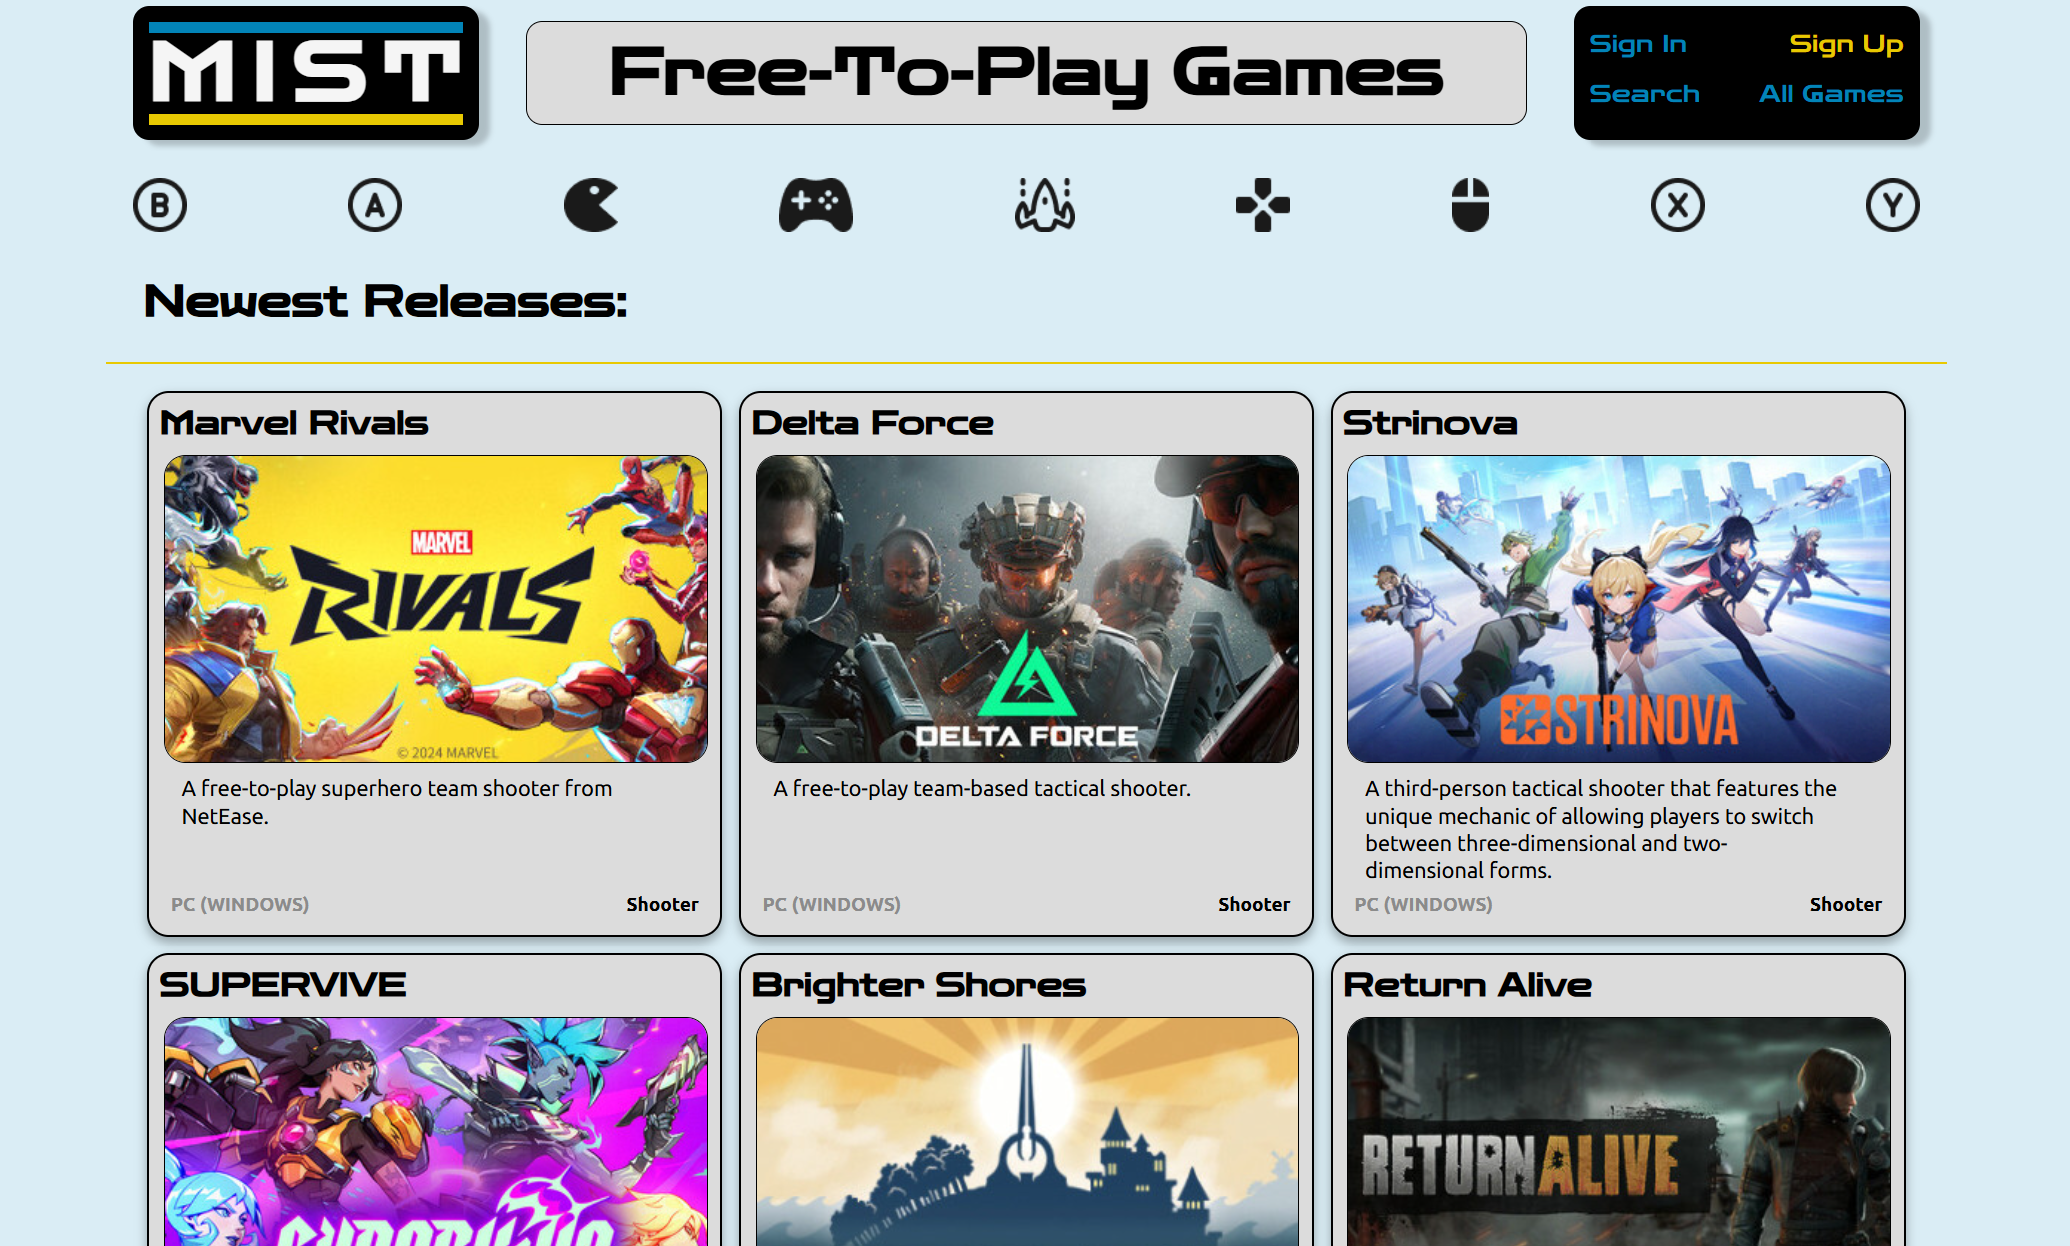 MIST
Free-To-Play Games
Sign In
Sign Up
Search
All Games
B
A
X
Y
Newest Releases:
Marvel Rivals
Delta Force
Strinova
MARVEL
RIVALS
© 2024 MARVEL
DELTA FORCE
STRINOVA
A free-to-play superhero team shooter from
NetEase.
A free-to-play team-based tactical shooter.
A third-person tactical shooter that features the
unique mechanic of allowing players to switch
between three-dimensional and two-
dimensional forms.
PC (WINDOWS)
Shooter
PC (WINDOWS)
Shooter
PC (WINDOWS)
Shooter
SUPERVIVE
Brighter Shores
Return Alive
RETURN ALIVE